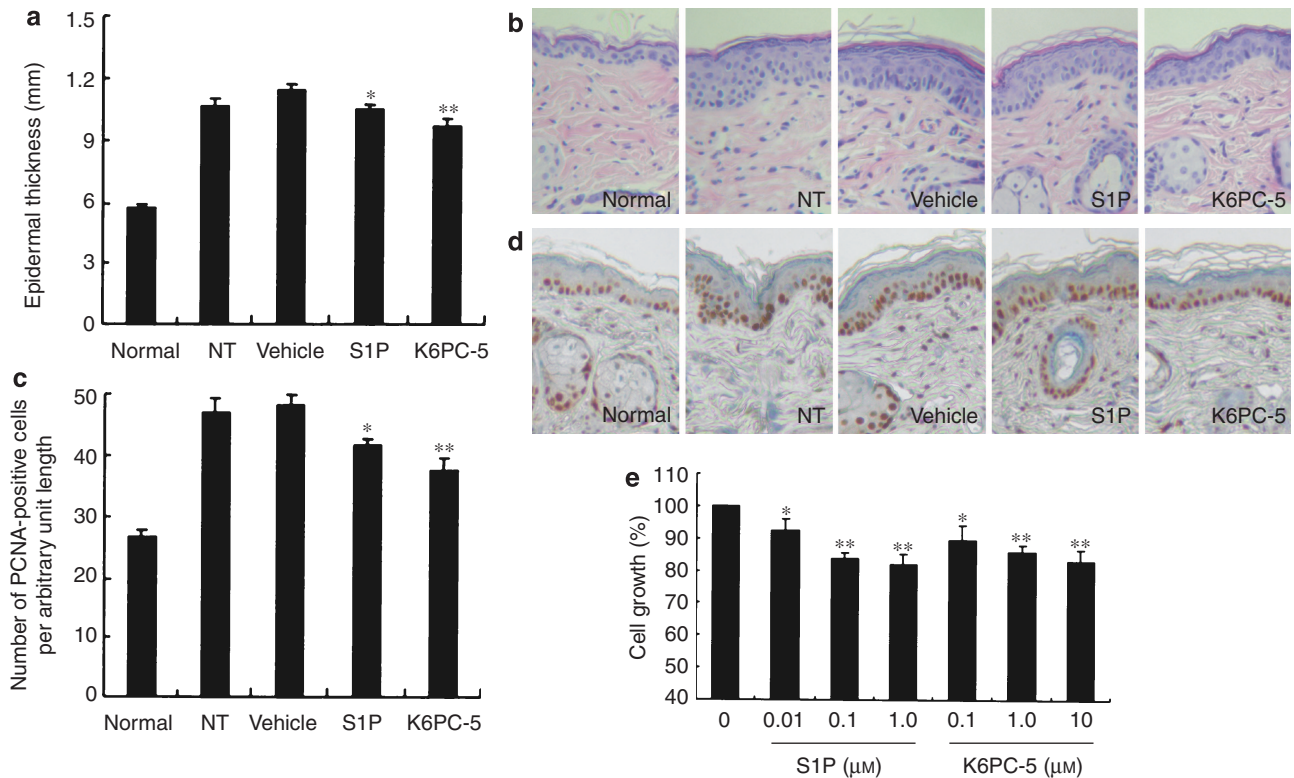 a
Epidermal thickness (mm)
1.5
1.2
9
6
3
0
Normal NT Vehicle S1P K6PC-5
* **
b
Normal NT Vehicle S1P K6PC-5
c
Number of PCNA-positive cells
per arbitrary unit length
50
40
30
20
10
0
Normal NT Vehicle S1P K6PC-5
* **
d
Normal NT Vehicle S1P K6PC-5
e
Cell growth (%)
110
100
90
80
70
60
50
40
* ** ** * ** **
0 0.01 0.1 1.0 0.1 1.0 10
S1P (μM) K6PC-5 (μM)